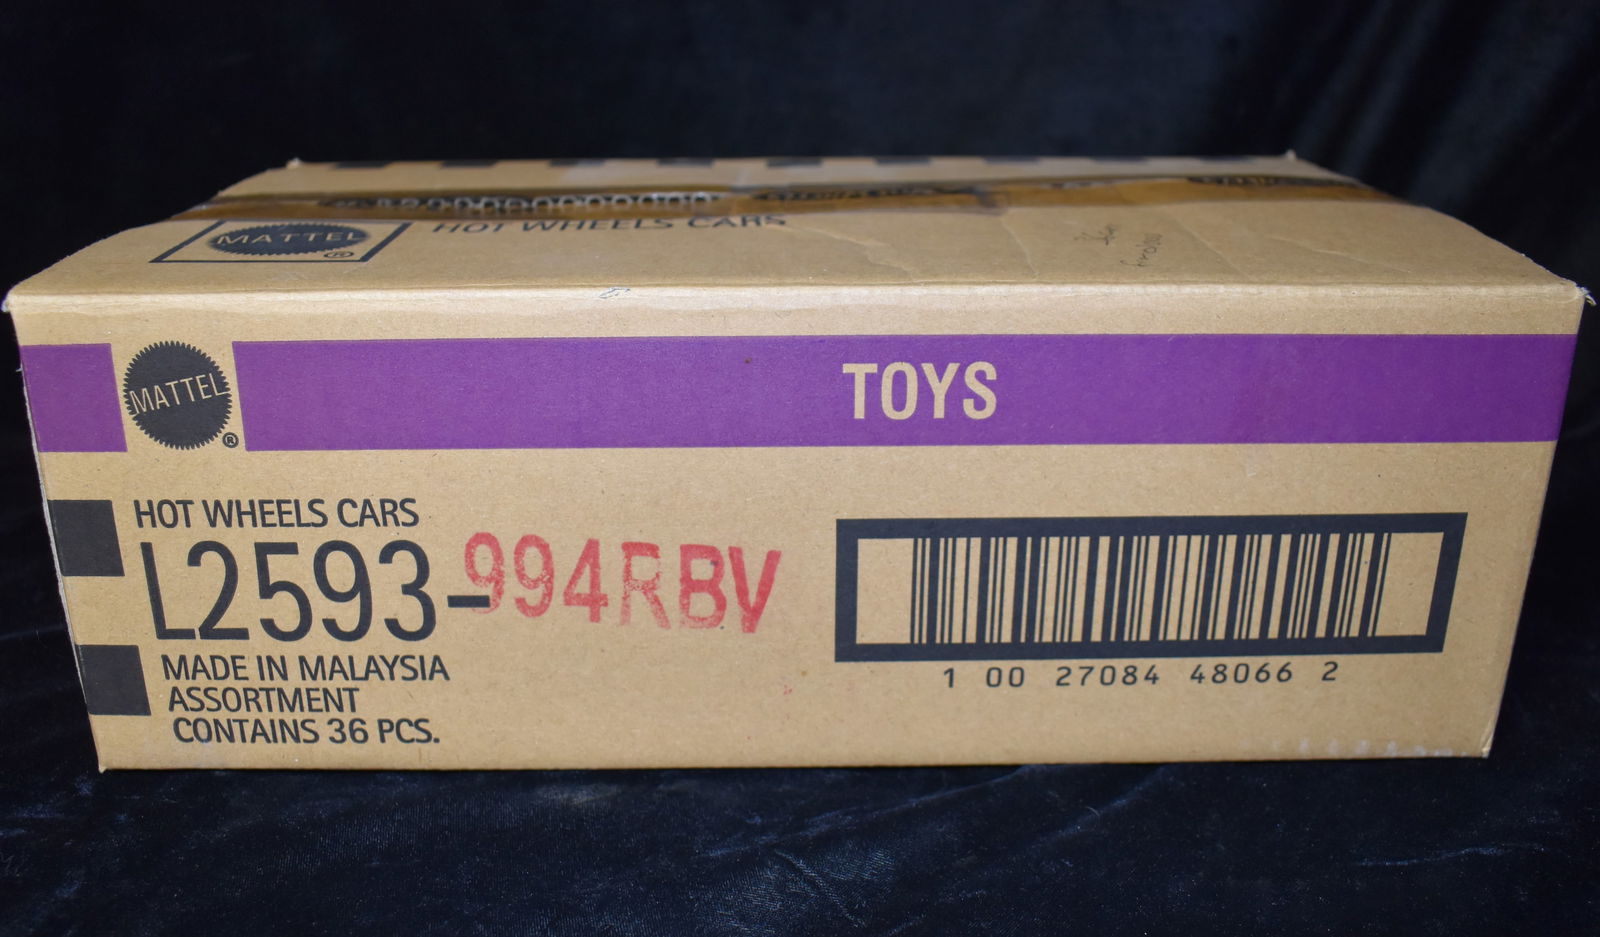 MATTEL
®
HOT WHEELS CARS
MATTEL
®
TOYS
HOT WHEELS CARS
L2593-994RBV
MADE IN MALAYSIA
ASSORTMENT
CONTAINS 36 PCS.
1 00 27084 48066 2